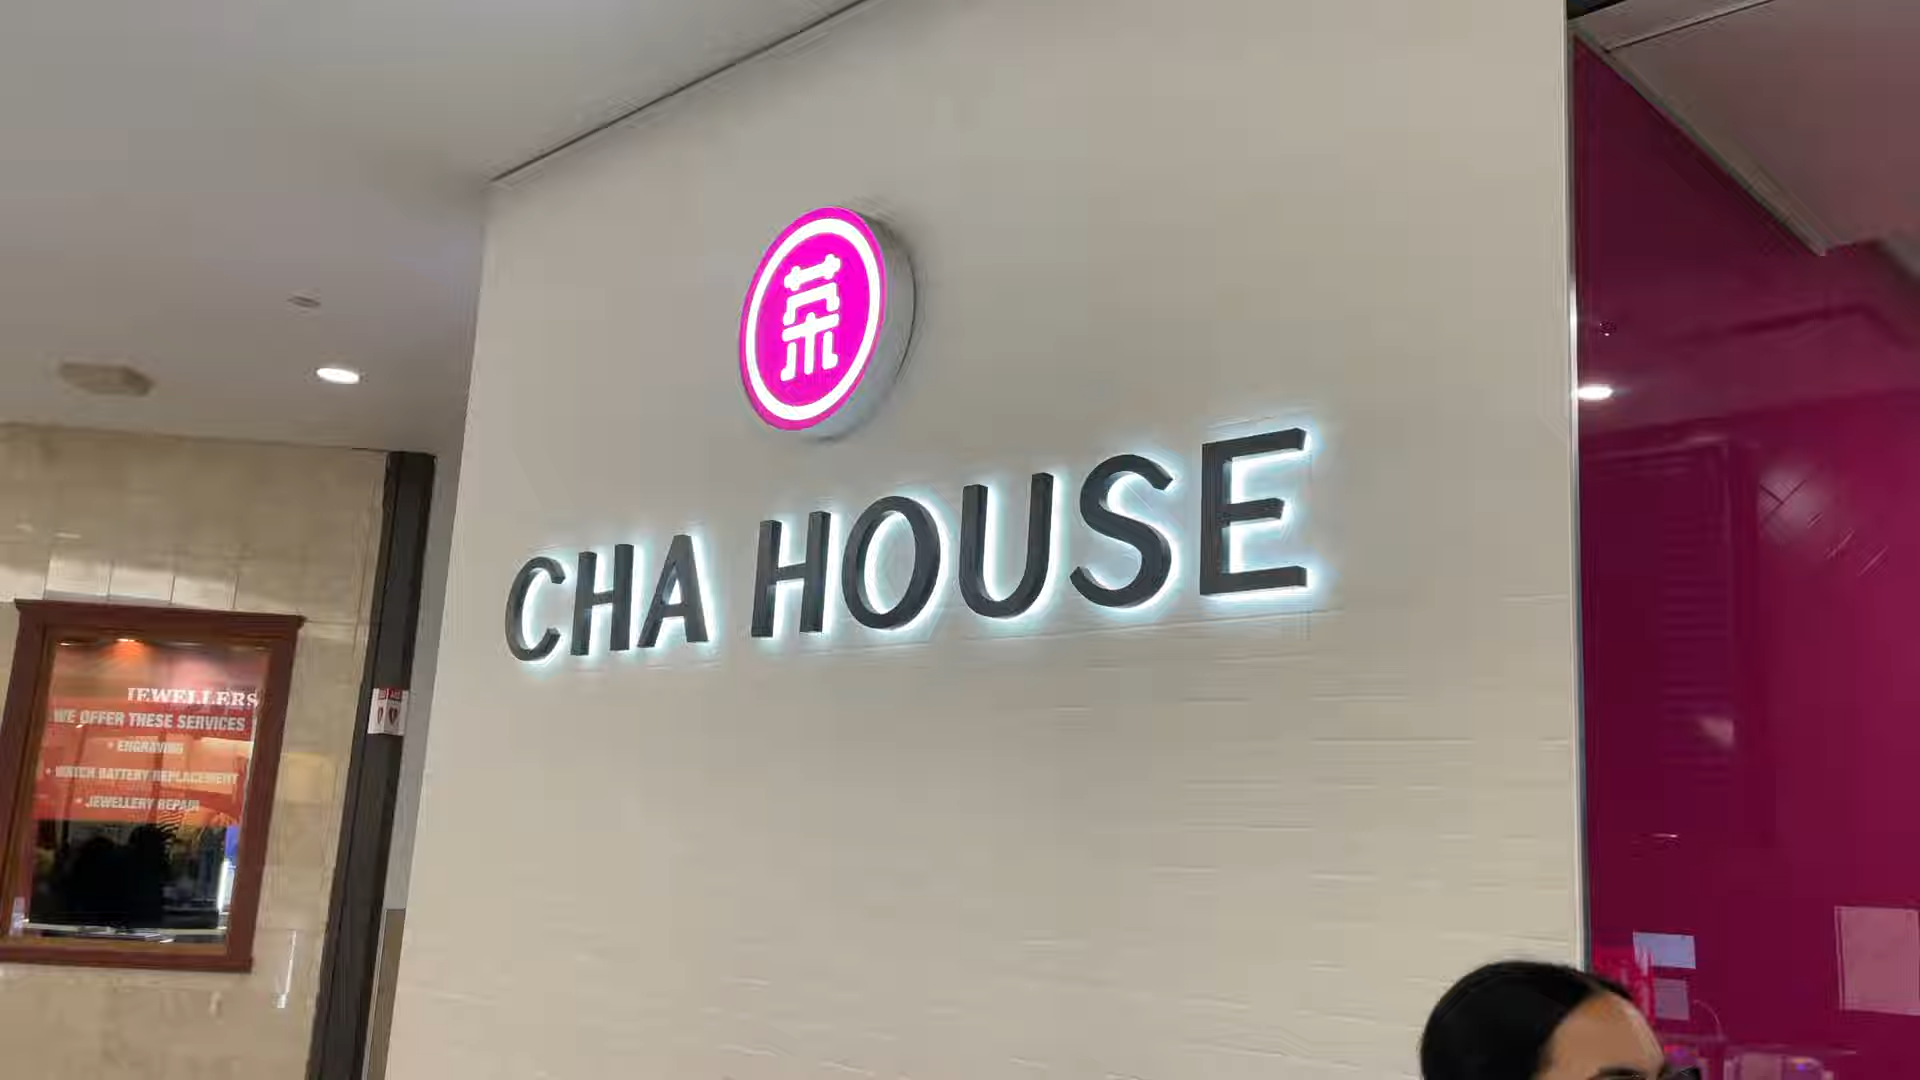 茶
CHA HOUSE
JEWELLERS
WE OFFER THESE SERVICES
• ENGRAVING
• WATCH BATTERY REPLACEMENT
• JEWELLERY REPAIR